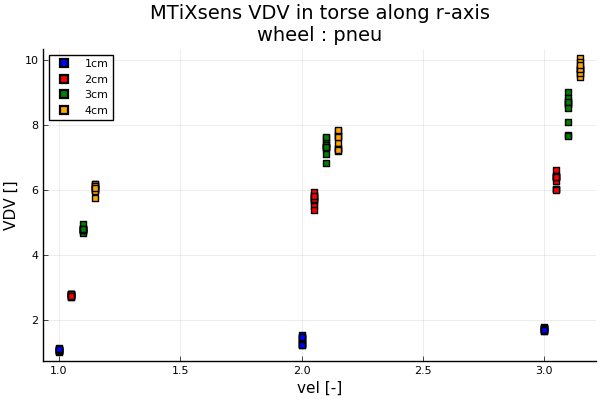 MTiXsens VDV in torse along r-axis
wheel : pneu
10
8
6
4
2
VDV []
1cm
2cm
3cm
4cm
1.0
1.5
2.0
2.5
3.0
vel [-]